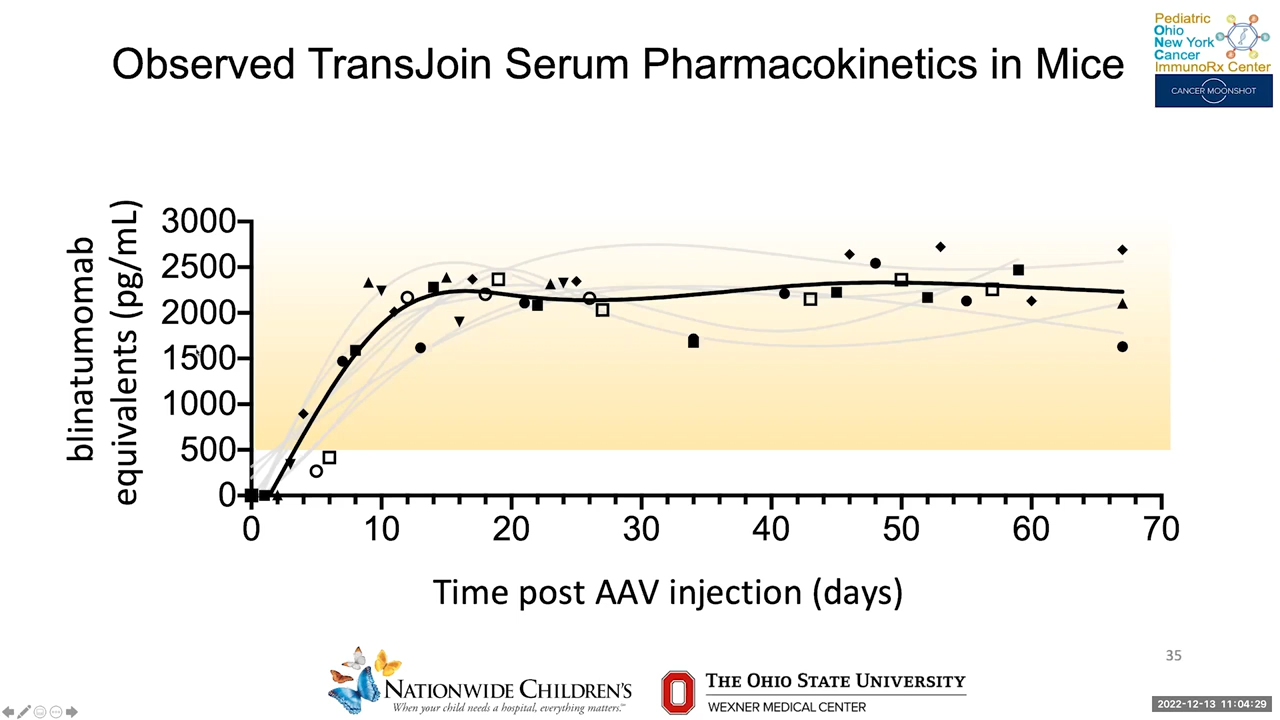 Observed TransJoin Serum Pharmacokinetics in Mice
Pediatric
Ohio
New York
Cancer
ImmunoRx Center
CANCER MOONSHOT
blinatumomab
equivalents (pg/mL)
3000
2500
2000
1500
1000
500
0
0 10 20 30 40 50 60 70
Time post AAV injection (days)
35
NATIONWIDE CHILDREN'S
When your child needs a hospital, everything matters.℠
THE OHIO STATE UNIVERSITY
WEXNER MEDICAL CENTER
2022-12-13 11:04:29